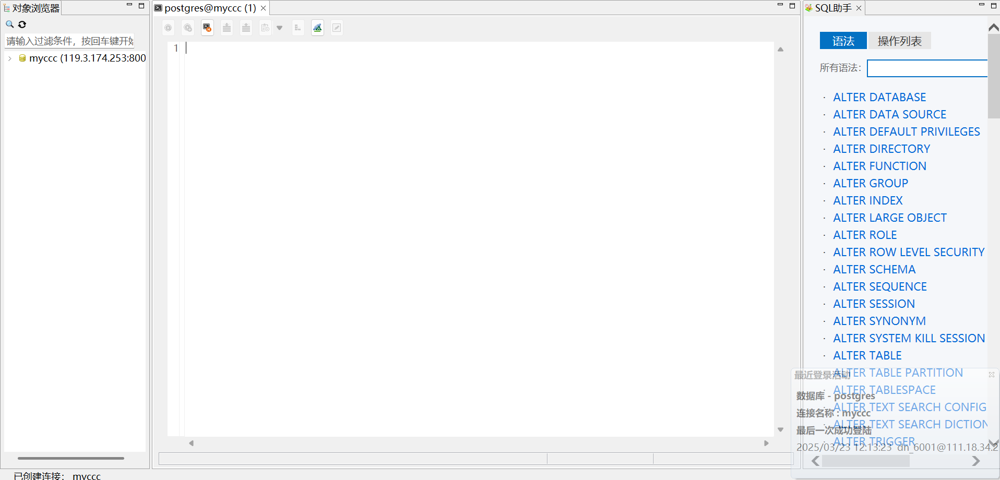 对象浏览器
请输入过滤条件，按回车键开始
myccc (119.3.174.253:800
postgres@myccc (1)
1
SQL助手
语法
操作列表
所有语法：
· ALTER DATABASE
· ALTER DATA SOURCE
· ALTER DEFAULT PRIVILEGES
· ALTER DIRECTORY
· ALTER FUNCTION
· ALTER GROUP
· ALTER INDEX
· ALTER LARGE OBJECT
· ALTER ROLE
· ALTER ROW LEVEL SECURITY
· ALTER SCHEMA
· ALTER SEQUENCE
· ALTER SESSION
· ALTER SYNONYM
· ALTER SYSTEM KILL SESSION
· ALTER TABLE
· ALTER TABLE PARTITION
· ALTER TABLESPACE
· ALTER TEXT SEARCH CONFIG
· ALTER TEXT SEARCH DICTION
· ALTER TRIGGER
最近登录活动
数据库 - postgres
连接名称 : myccc
最后一次成功登陆
2025/03/23 12:13:23 dn_6001@111.18.34.2
已创建连接： myccc